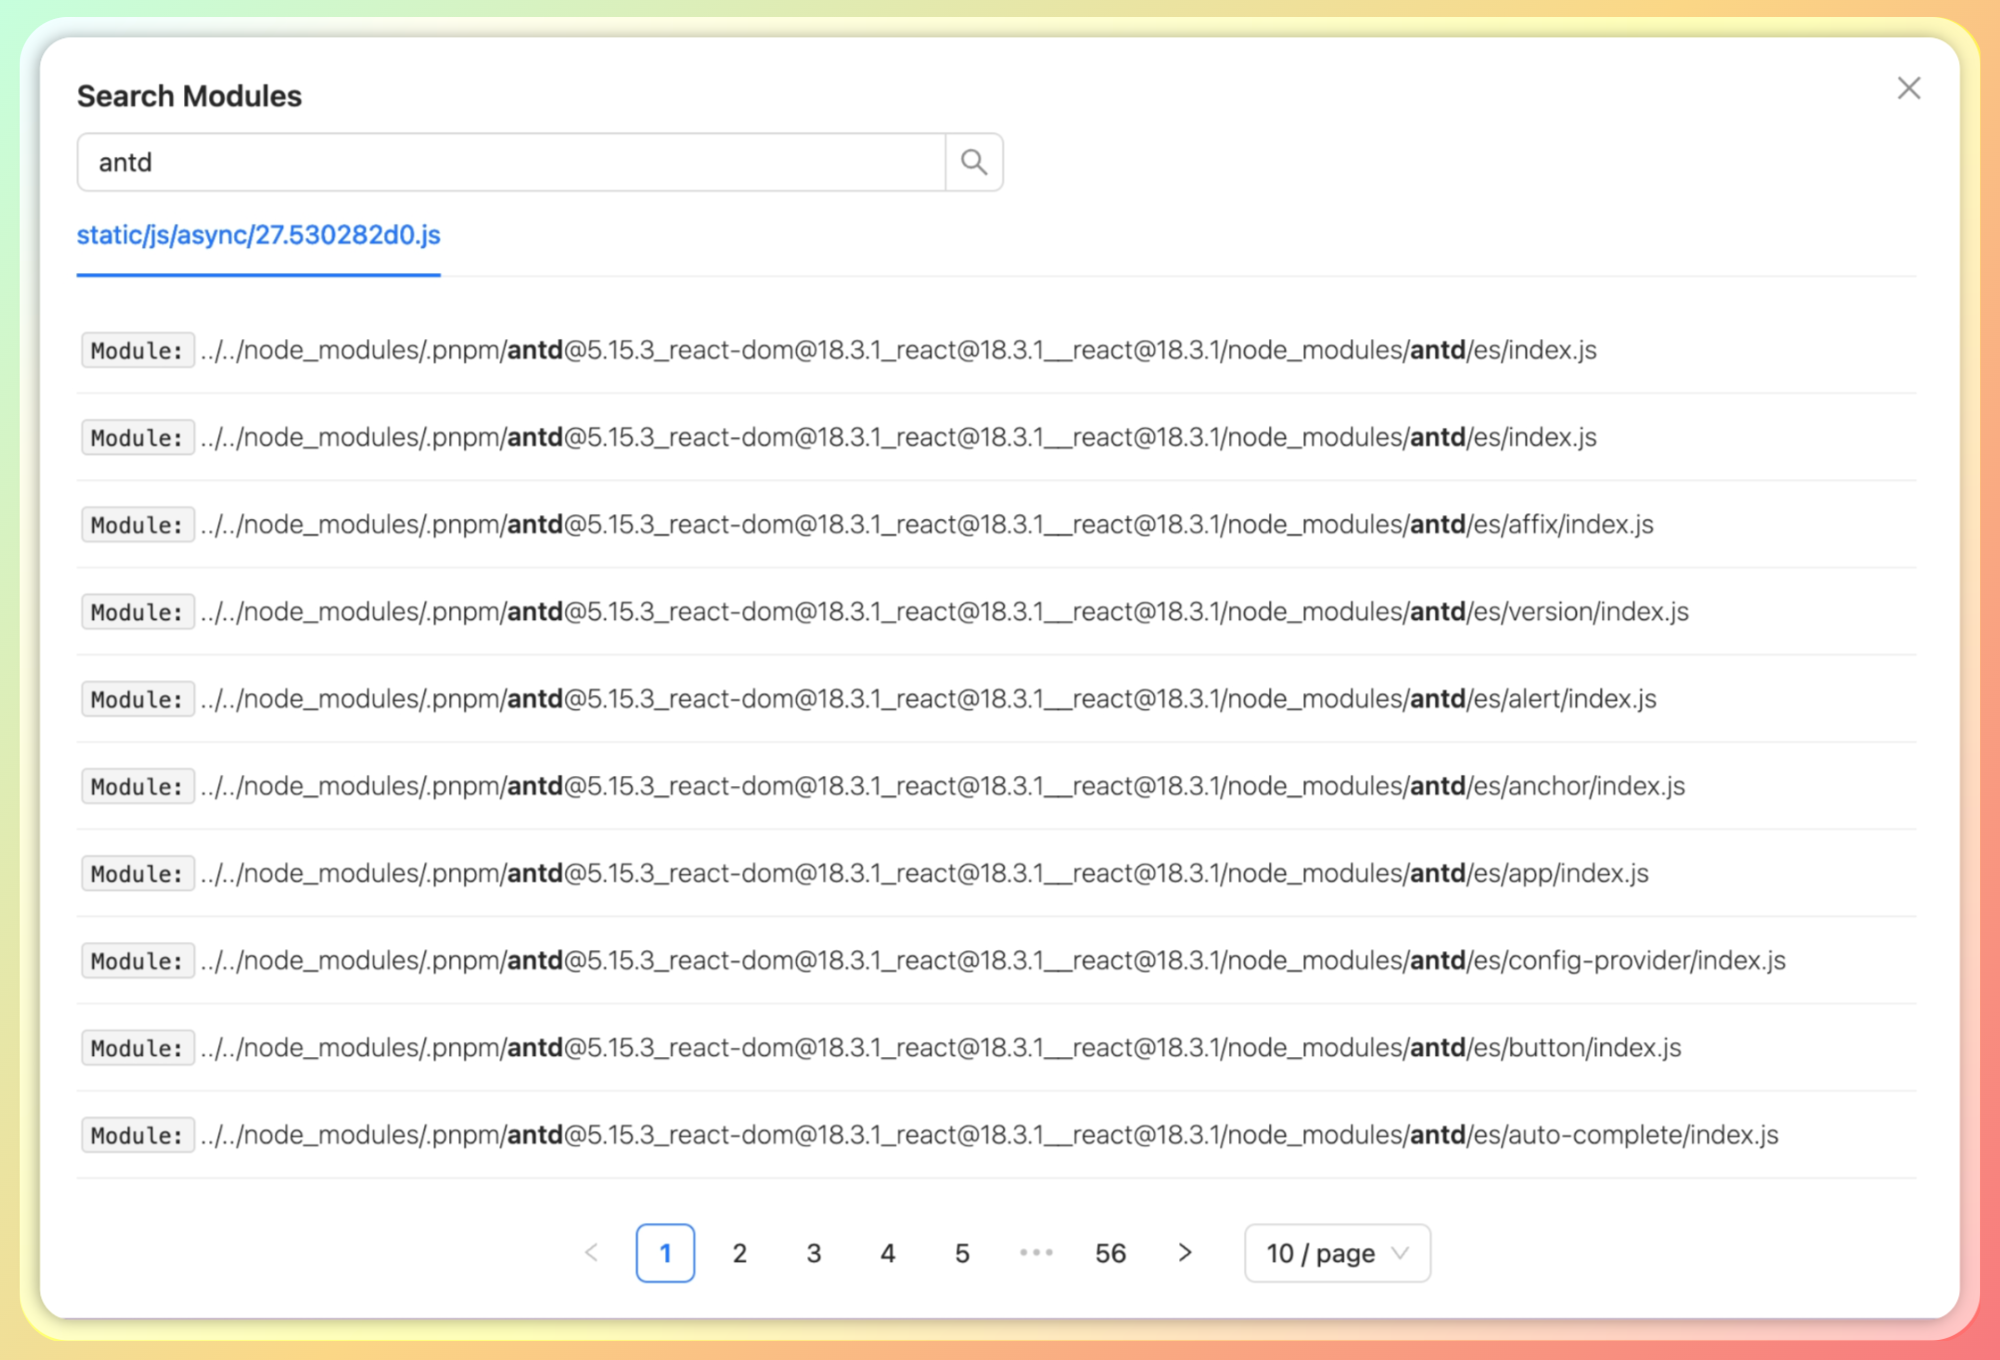 Search Modules
antd
static/js/async/27.530282d0.js
Module: ../../node_modules/.pnpm/antd@5.15.3_react-dom@18.3.1_react@18.3.1__react@18.3.1/node_modules/antd/es/index.js
Module: ../../node_modules/.pnpm/antd@5.15.3_react-dom@18.3.1_react@18.3.1__react@18.3.1/node_modules/antd/es/index.js
Module: ../../node_modules/.pnpm/antd@5.15.3_react-dom@18.3.1_react@18.3.1__react@18.3.1/node_modules/antd/es/affix/index.js
Module: ../../node_modules/.pnpm/antd@5.15.3_react-dom@18.3.1_react@18.3.1__react@18.3.1/node_modules/antd/es/version/index.js
Module: ../../node_modules/.pnpm/antd@5.15.3_react-dom@18.3.1_react@18.3.1__react@18.3.1/node_modules/antd/es/alert/index.js
Module: ../../node_modules/.pnpm/antd@5.15.3_react-dom@18.3.1_react@18.3.1__react@18.3.1/node_modules/antd/es/anchor/index.js
Module: ../../node_modules/.pnpm/antd@5.15.3_react-dom@18.3.1_react@18.3.1__react@18.3.1/node_modules/antd/es/app/index.js
Module: ../../node_modules/.pnpm/antd@5.15.3_react-dom@18.3.1_react@18.3.1__react@18.3.1/node_modules/antd/es/config-provider/index.js
Module: ../../node_modules/.pnpm/antd@5.15.3_react-dom@18.3.1_react@18.3.1__react@18.3.1/node_modules/antd/es/button/index.js
Module: ../../node_modules/.pnpm/antd@5.15.3_react-dom@18.3.1_react@18.3.1__react@18.3.1/node_modules/antd/es/auto-complete/index.js
1 2 3 4 5 ••• 56 10 / page